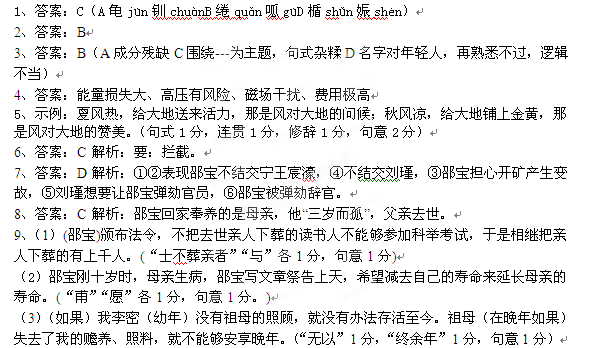 1、答案：C（A 龟 jūn 钏 chuànB 绻 quǎn 呱 gūD 楯 shǔn 娠 shēn）
2、答案：B
3、答案：B（A 成分残缺 C 围绕---为主题，句式杂糅 D 名字对年轻人，再熟悉不过，逻辑
不当）
4、答案：能量损失大、高压有风险、磁场干扰、费用极高
5、示例：夏风热，给大地送来活力，那是风对大地的问候；秋风凉，给大地铺上金黄，那
是风对大地的赞美。（句式 1 分，连贯 1 分，修辞 1 分，句意 2 分）
6、答案：C 解析：要：拦截。
7、答案：D 解析：①②表现邵宝不结交宁王宸濠，④不结交刘瑾，③邵宝担心开矿产生变
故，⑤刘瑾想要让邵宝弹劾官员，⑥邵宝被弹劾辞官。
8、答案：C 解析：邵宝回家奉养的是母亲，他“三岁而孤”，父亲去世。
9、（1）(邵宝)颁布法令，不把去世亲人下葬的读书人不能够参加科举考试，于是相继把亲
人下葬的有上千人。（“士不葬亲者”“与”各 1 分，句意 1 分)
（2）邵宝刚十岁时，母亲生病，邵宝写文章祭告上天，希望减去自己的寿命来延长母亲的
寿命。(“甫”“愿”各 1 分，句意 1 分。)
（3）(如果）我李密（幼年）没有祖母的照顾，就没有办法存活至今。祖母（在晚年如果）
失去了我的赡养、照料，就不能够安享晚年。（“无以”1 分，“终余年”1 分，句意 1 分）